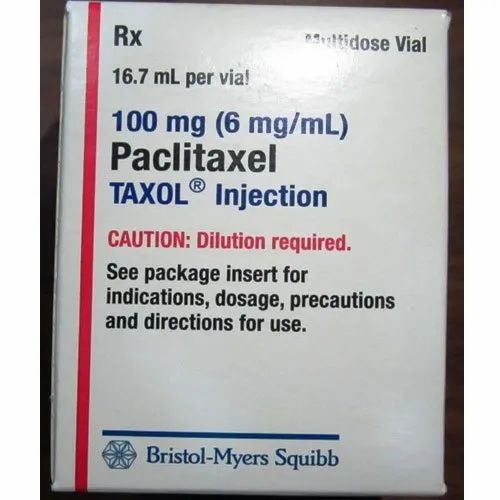 Rx
Multidose Vial
16.7 mL per vial
100 mg (6 mg/mL)
Paclitaxel
TAXOL® Injection
CAUTION: Dilution required.
See package insert for
indications, dosage, precautions
and directions for use.
Bristol-Myers Squibb